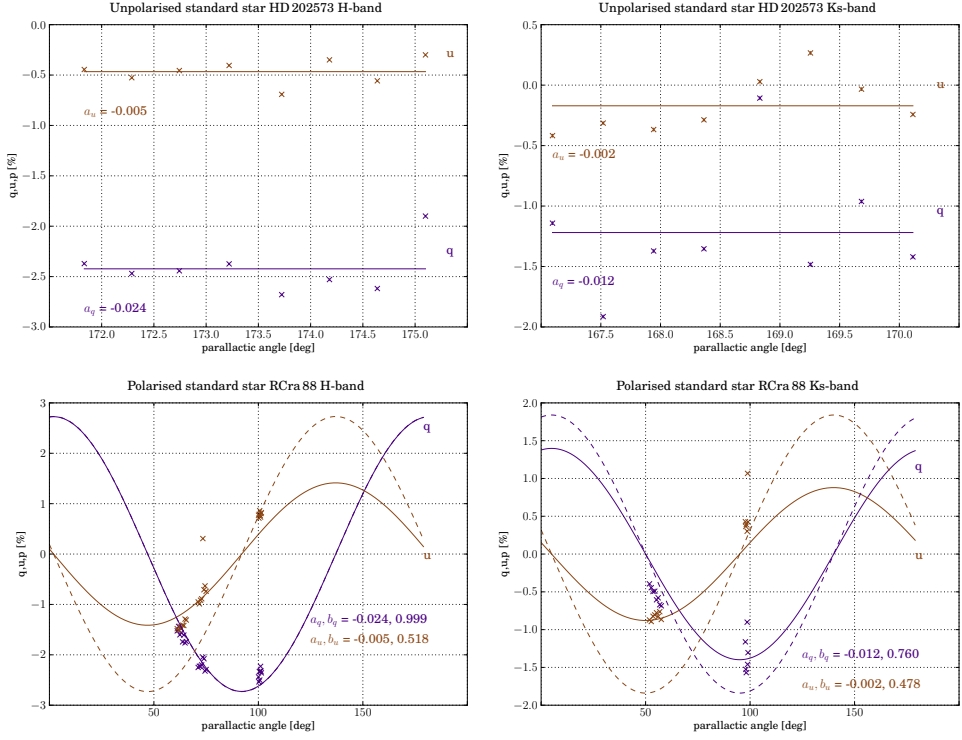 Unpolarised standard star HD 202573 H-band
0.0
−0.5
−1.0
−1.5
−2.0
−2.5
−3.0
q,u,p [%]
u
a_u = -0.005
q
a_q = -0.024
172.0 172.5 173.0 173.5 174.0 174.5 175.0
parallactic angle [deg]
Unpolarised standard star HD 202573 Ks-band
0.5
0.0
−0.5
−1.0
−1.5
−2.0
q,u,p [%]
u
a_u = -0.002
q
a_q = -0.012
167.5 168.0 168.5 169.0 169.5 170.0
parallactic angle [deg]
Polarised standard star RCra 88 H-band
3
2
1
0
−1
−2
−3
q,u,p [%]
q
u
a_q, b_q = -0.024, 0.999
a_u, b_u = -0.005, 0.518
50 100 150
parallactic angle [deg]
Polarised standard star RCra 88 Ks-band
2.0
1.5
1.0
0.5
0.0
−0.5
−1.0
−1.5
−2.0
q,u,p [%]
q
u
a_q, b_q = -0.012, 0.760
a_u, b_u = -0.002, 0.478
50 100 150
parallactic angle [deg]